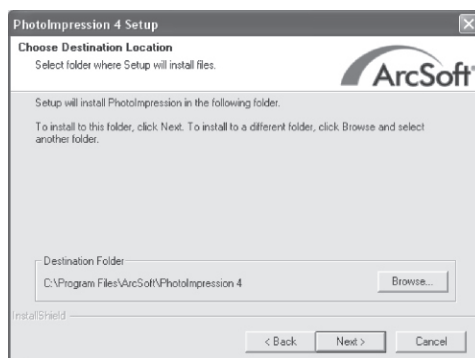 PhotoImpression 4 Setup
Choose Destination Location
Select folder where Setup will install files.
ArcSoft
Setup will install PhotoImpression in the following folder.
To install to this folder, click Next. To install to a different folder, click Browse and select
another folder.
Destination Folder
C:\Program Files\ArcSoft\PhotoImpression 4
Browse...
InstallShield
< Back
Next >
Cancel